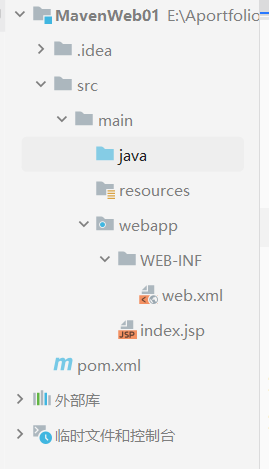 MavenWeb01 E:\Aportfolio
.idea
src
main
java
resources
webapp
WEB-INF
web.xml
JSP index.jsp
m pom.xml
外部库
临时文件和控制台